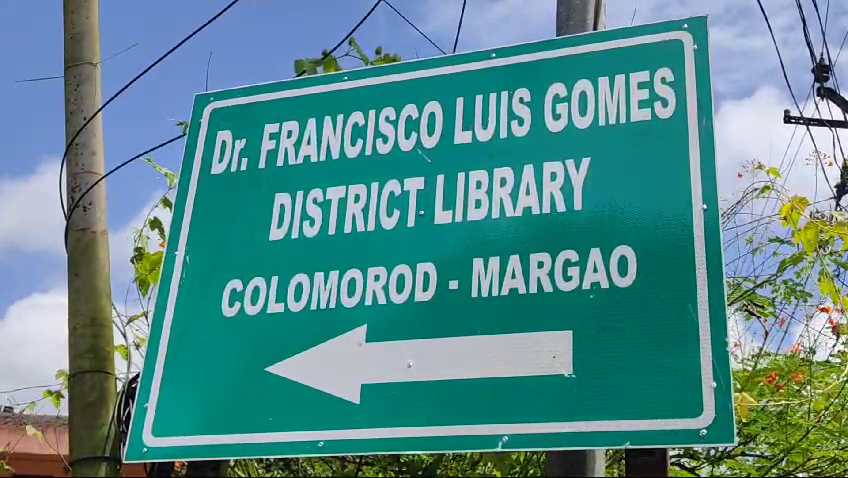 Dr. FRANCISCO LUIS GOMES
DISTRICT LIBRARY
COLOMOROD - MARGAO